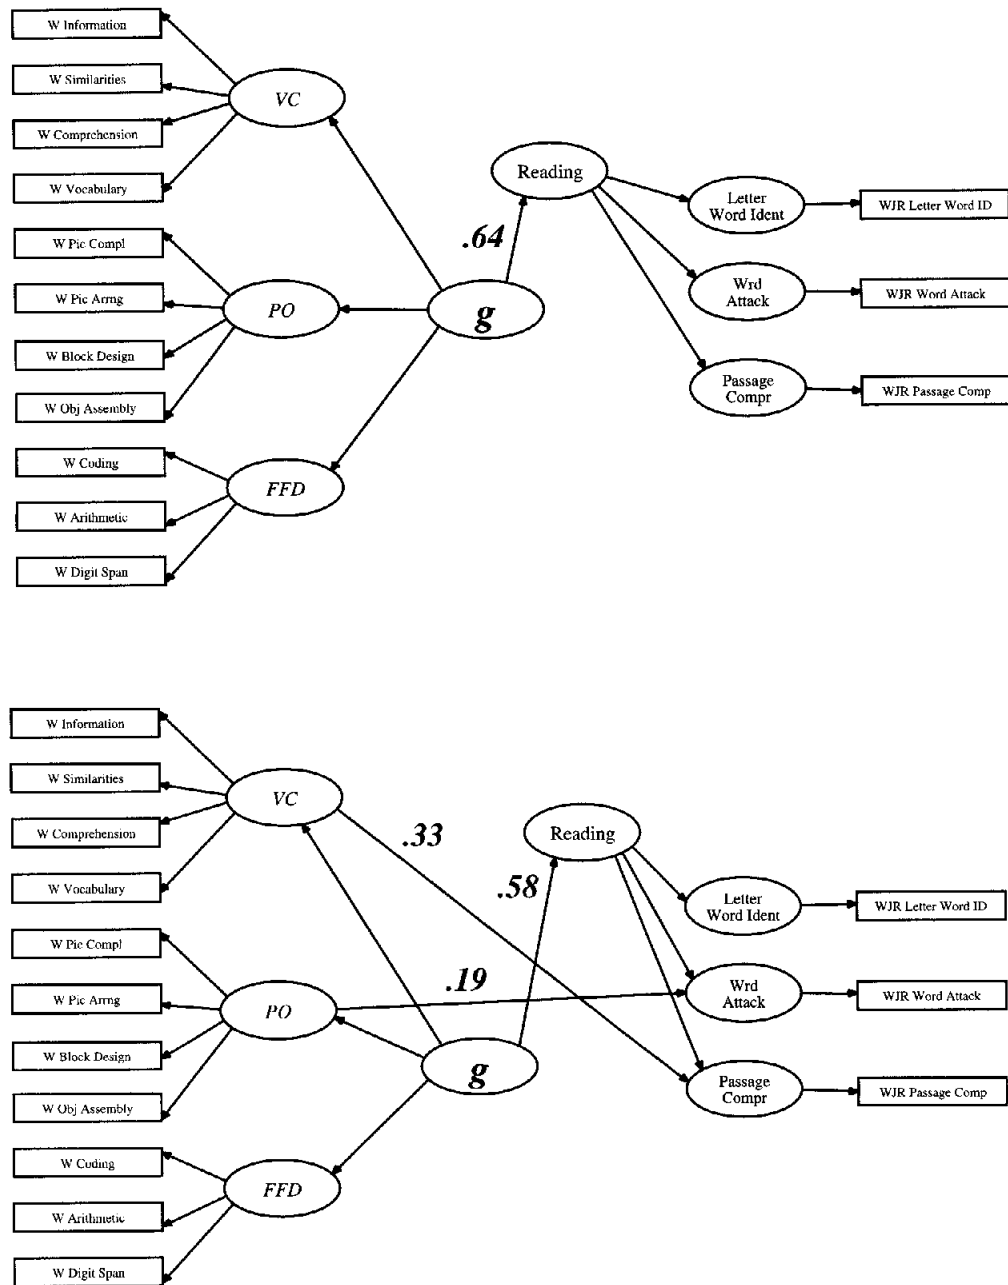 W Information
W Similarities
W Comprehension
W Vocabulary
W Pic Compl
W Pic Arrng
W Block Design
W Obj Assembly
W Coding
W Arithmetic
W Digit Span
VC
PO
FFD
g
.64
Reading
Letter
Word Ident
Wrd
Attack
Passage
Compr
WJR Letter Word ID
WJR Word Attack
WJR Passage Comp
W Information
W Similarities
W Comprehension
W Vocabulary
W Pic Compl
W Pic Arrng
W Block Design
W Obj Assembly
W Coding
W Arithmetic
W Digit Span
VC
PO
FFD
.33
.19
g
.58
Reading
Letter
Word Ident
Wrd
Attack
Passage
Compr
WJR Letter Word ID
WJR Word Attack
WJR Passage Comp